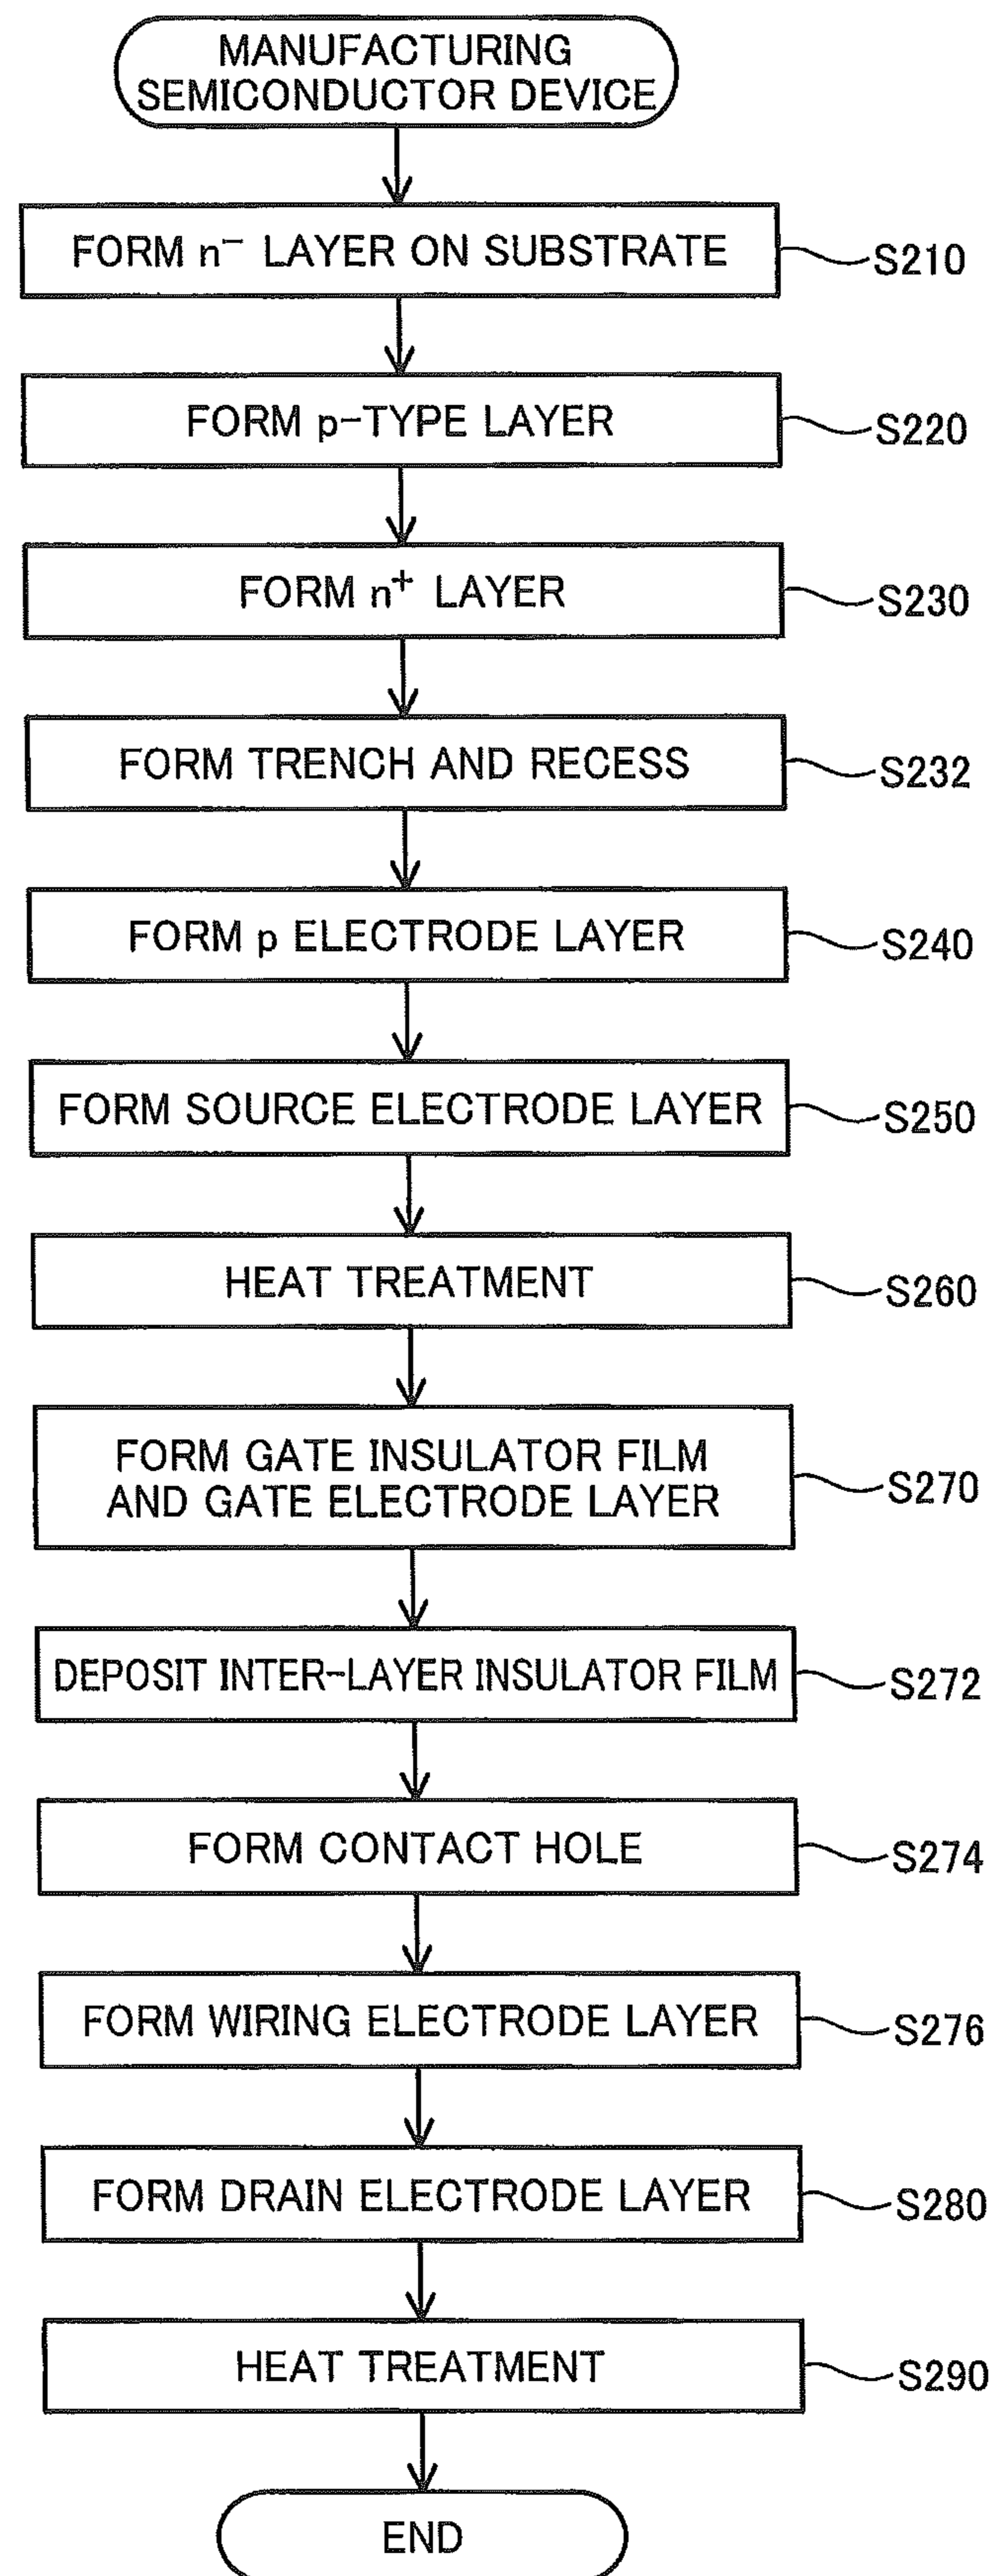 MANUFACTURING
SEMICONDUCTOR DEVICE
FORM n⁻ LAYER ON SUBSTRATE
S210
FORM p-TYPE LAYER
S220
FORM n⁺ LAYER
S230
FORM TRENCH AND RECESS
S232
FORM p ELECTRODE LAYER
S240
FORM SOURCE ELECTRODE LAYER
S250
HEAT TREATMENT
S260
FORM GATE INSULATOR FILM
AND GATE ELECTRODE LAYER
S270
DEPOSIT INTER-LAYER INSULATOR FILM
S272
FORM CONTACT HOLE
S274
FORM WIRING ELECTRODE LAYER
S276
FORM DRAIN ELECTRODE LAYER
S280
HEAT TREATMENT
S290
END